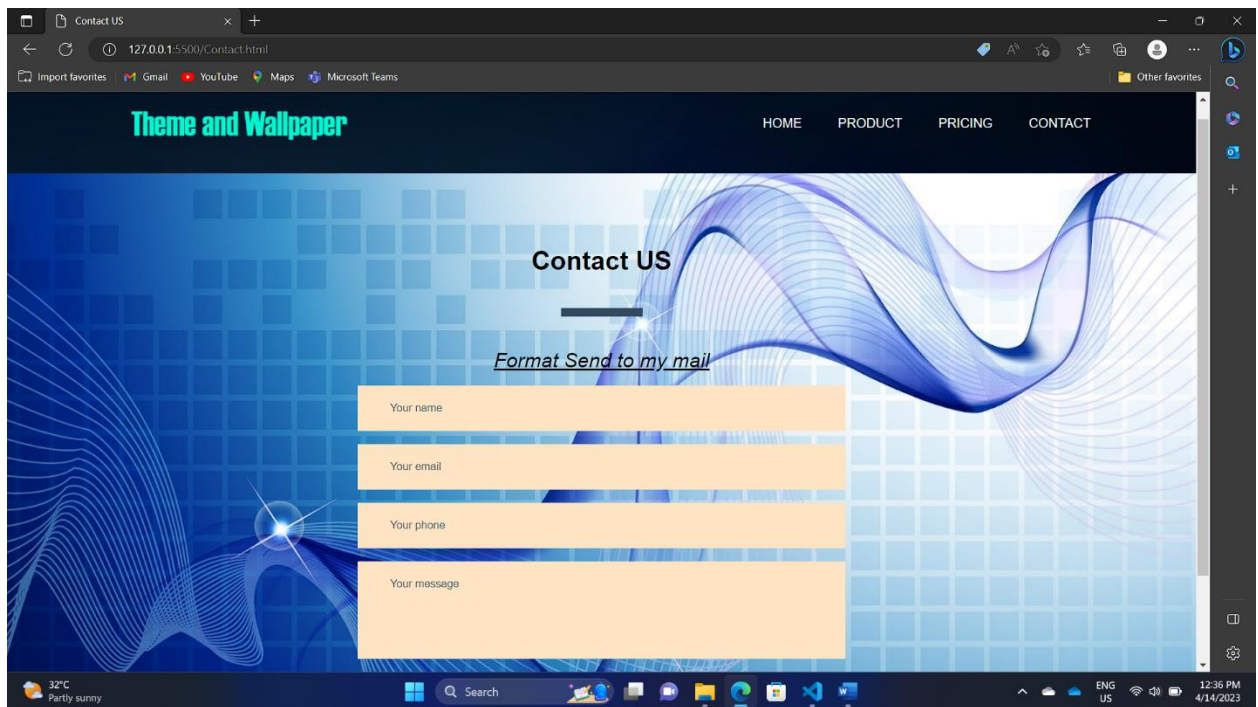 Contact US
127.0.0.1:5500/Contact.html
Import favorites Gmail YouTube Maps Microsoft Teams Other favorites
Theme and Wallpaper HOME PRODUCT PRICING CONTACT
Contact US
Format Send to my mail
Your name
Your email
Your phone
Your message
32°C
Partly sunny
Search
ENG
US
12:36 PM
4/14/2023